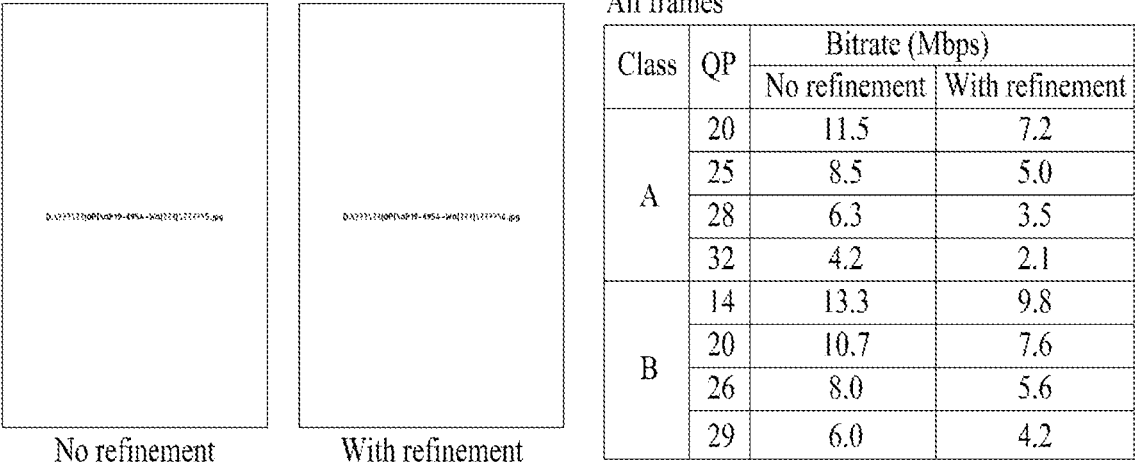 No refinement
With refinement
All frames
Class QP Bitrate (Mbps)
No refinement With refinement
A
20 11.5 7.2
25 8.5 5.0
28 6.3 3.5
32 4.2 2.1
B
14 13.3 9.8
20 10.7 7.6
26 8.0 5.6
29 6.0 4.2